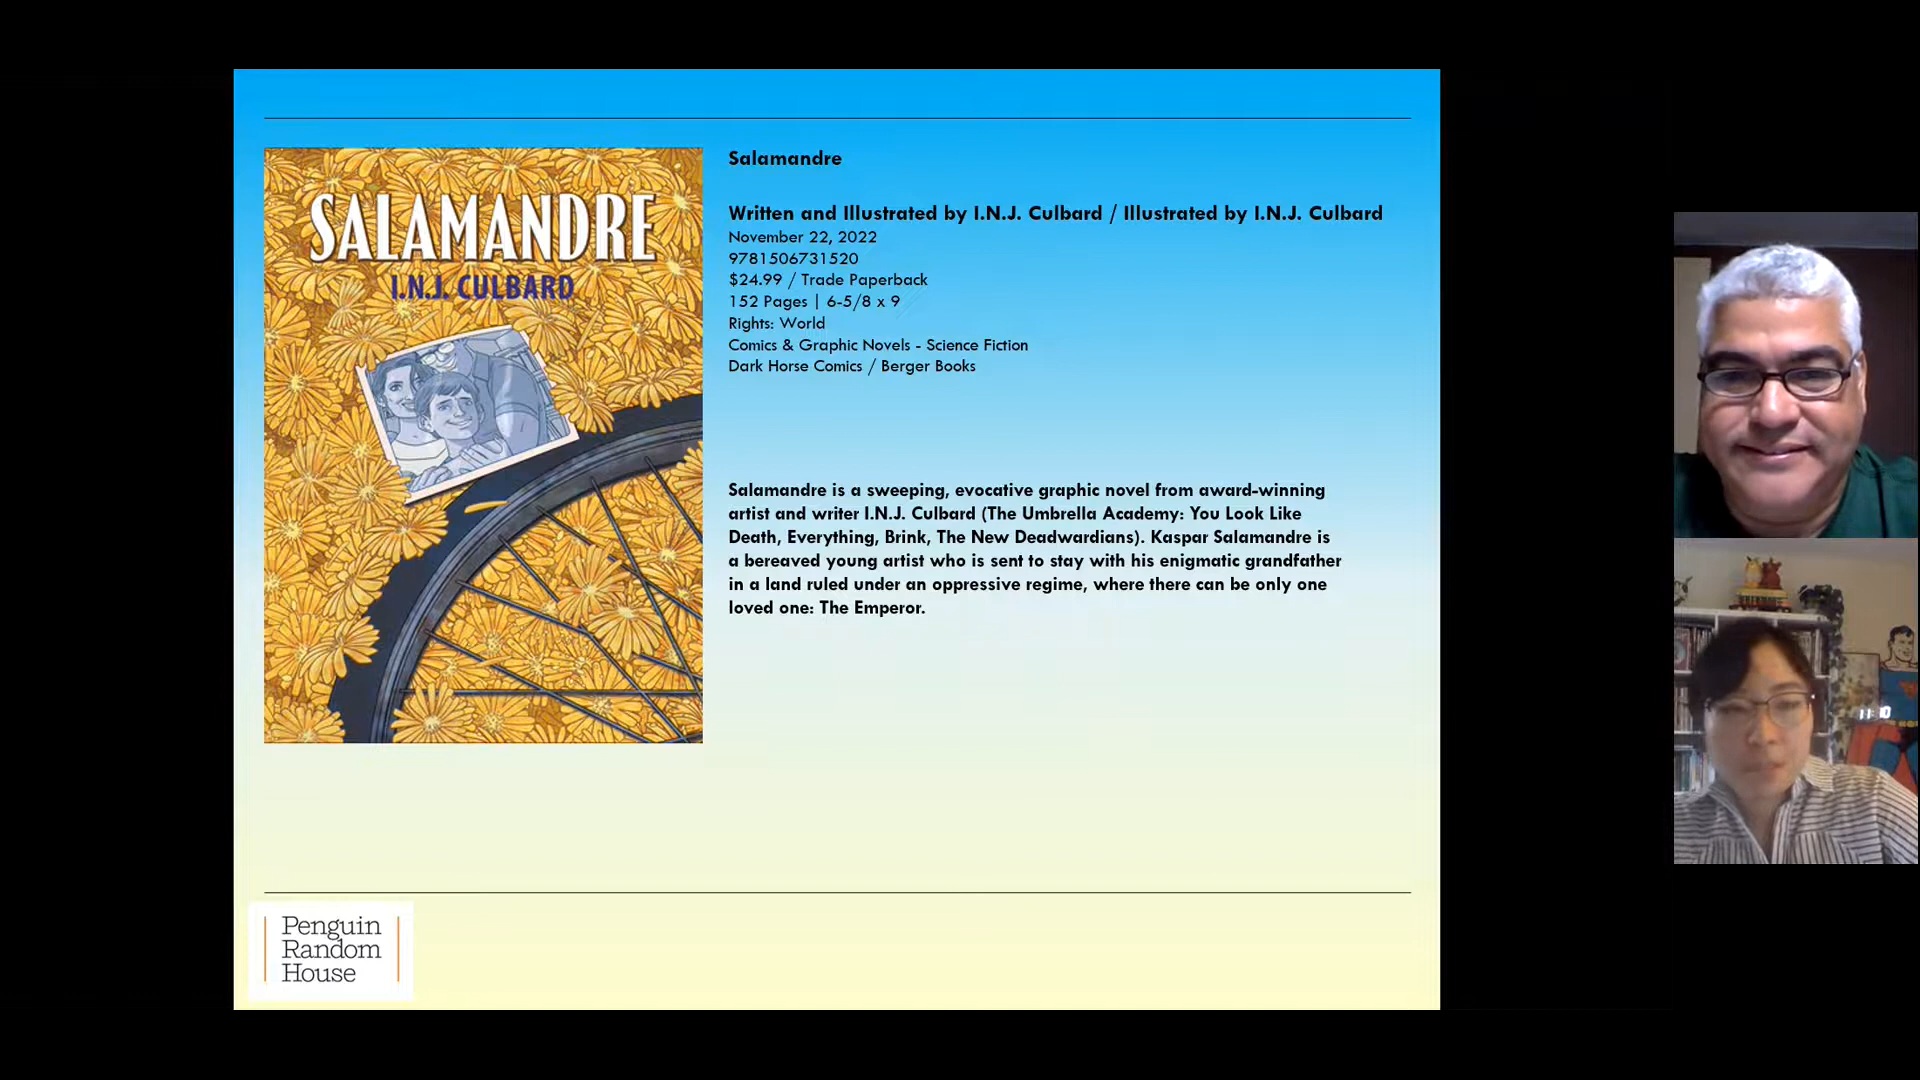 SALAMANDRE
I.N.J. CULBARD
Salamandre
Written and Illustrated by I.N.J. Culbard / Illustrated by I.N.J. Culbard
November 22, 2022
9781506731520
$24.99 / Trade Paperback
152 Pages | 6-5/8 x 9
Rights: World
Comics & Graphic Novels - Science Fiction
Dark Horse Comics / Berger Books
Salamandre is a sweeping, evocative graphic novel from award-winning
artist and writer I.N.J. Culbard (The Umbrella Academy: You Look Like
Death, Everything, Brink, The New Deadwardians). Kaspar Salamandre is
a bereaved young artist who is sent to stay with his enigmatic grandfather
in a land ruled under an oppressive regime, where there can be only one
loved one: The Emperor.
Penguin
Random
House
11:10